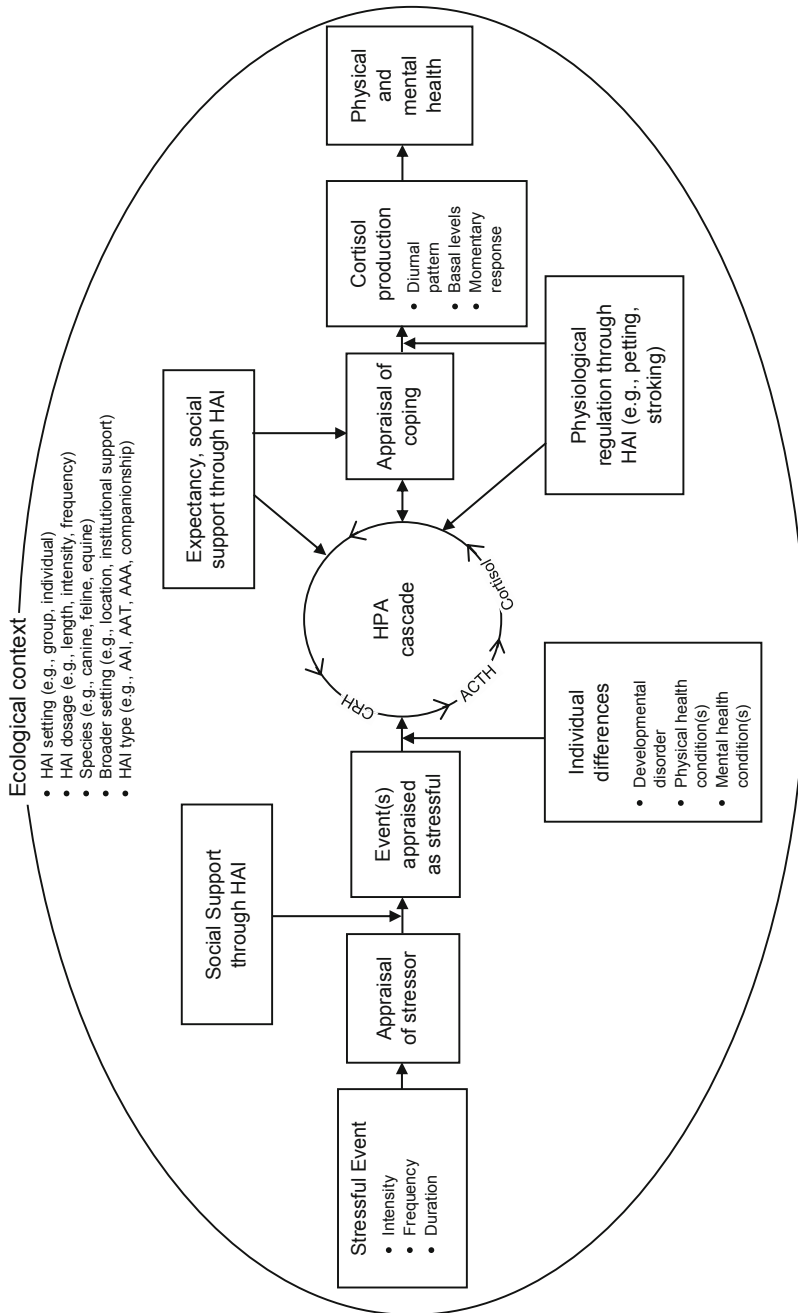 Ecological context
• HAI setting (e.g., group, individual)
• HAI dosage (e.g., length, intensity, frequency)
• Species (e.g., canine, feline, equine)
• Broader setting (e.g., location, institutional support)
• HAI type (e.g., AAI, AAT, AAA, companionship)
Social Support
through HAI
Expectancy, social
support through HAI
Stressful Event
• Intensity
• Frequency
• Duration
Appraisal
of stressor
Event(s)
appraised
as stressful
HPA
cascade
CRH
ACTH
Cortisol
Appraisal of
coping
Cortisol
production
• Diurnal
pattern
• Basal levels
• Momentary
response
Physical
and
mental
health
Individual
differences
• Developmental
disorder
• Physical health
condition(s)
• Mental health
condition(s)
Physiological
regulation through
HAI (e.g., petting,
stroking)